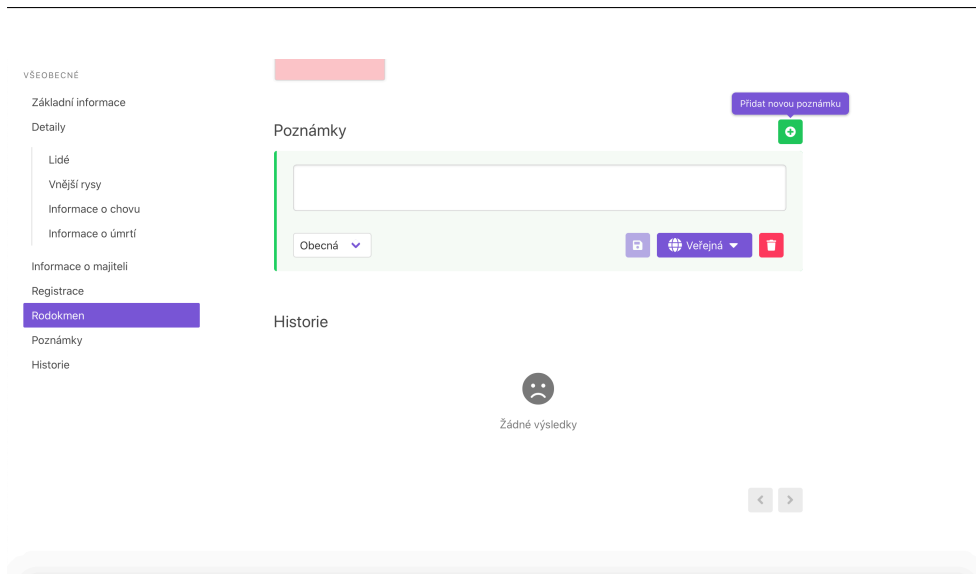 VŠEOBECNÉ
Základní informace
Detaily
Lidé
Vnější rysy
Informace o chovu
Informace o úmrtí
Informace o majiteli
Registrace
Rodokmen
Poznámky
Historie
Přidat novou poznámku
Poznámky
Obecná
Veřejná
Historie
Žádné výsledky